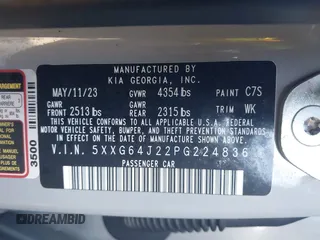 MANUFACTURED BY
KIA GEORGIA, INC.
MAY/11/23 GVWR 4354 lbs PAINT C7S
GAWR FRONT 2513 lbs GAWR REAR 2315 lbs TRIM WK
THIS VEHICLE CONFORMS TO ALL APPLICABLE
FEDERAL MOTOR VEHICLE SAFETY, BUMPER, AND
THEFT PREVENTION STANDARDS IN EFFECT ON
THE DATE OF MANUFACTURE SHOWN ABOVE.
V.I.N. 5XXG64J22PG224836
PASSENGER CAR
3500